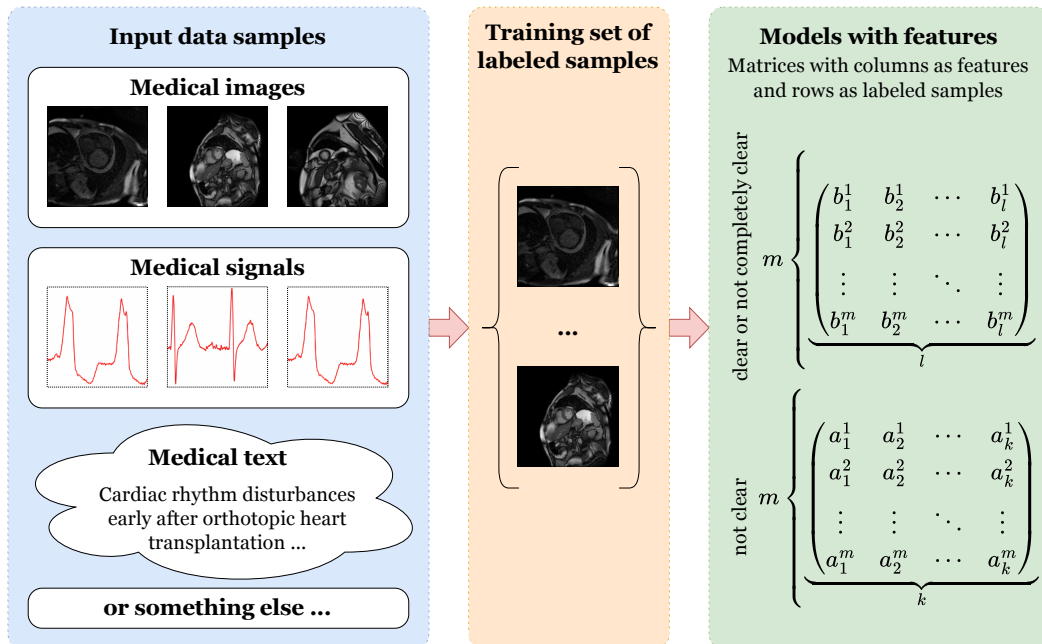 Input data samples
Medical images
Medical signals
Medical text
Cardiac rhythm disturbances
early after orthotopic heart
transplantation ...
or something else ...
Training set of
labeled samples
...
Models with features
Matrices with columns as features
and rows as labeled samples
clear or not completely clear
m
b_1^1 b_2^1 ⋯ b_l^1
b_1^2 b_2^2 ⋯ b_l^2
⋮ ⋮ ⋱ ⋮
b_1^m b_2^m ⋯ b_l^m
l
not clear
m
a_1^1 a_2^1 ⋯ a_k^1
a_1^2 a_2^2 ⋯ a_k^2
⋮ ⋮ ⋱ ⋮
a_1^m a_2^m ⋯ a_k^m
k